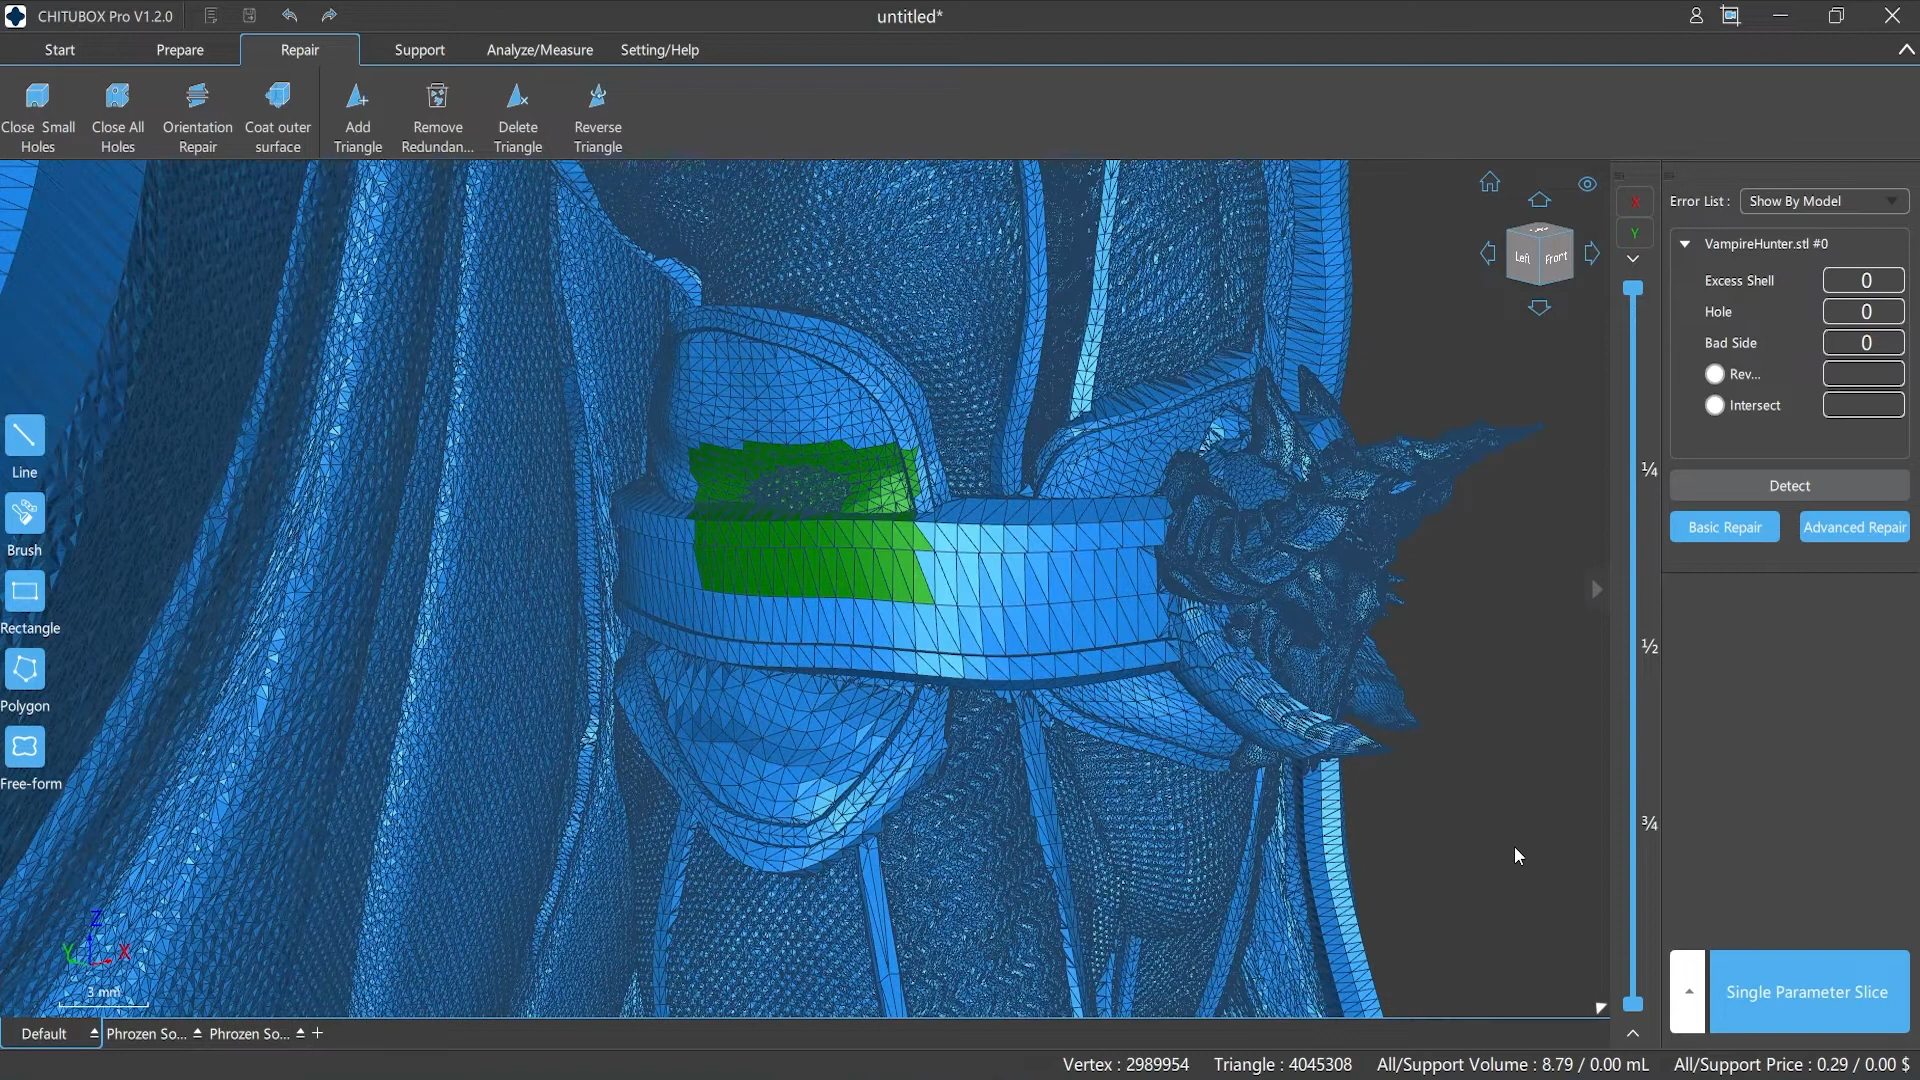 CHITUBOX Pro V1.2.0
untitled*
Start
Prepare
Repair
Support
Analyze/Measure
Setting/Help
Close Small
Holes
Close All
Holes
Orientation
Repair
Coat outer
surface
Add
Triangle
Remove
Redundan...
Delete
Triangle
Reverse
Triangle
Left
Front
X
Y
Error List :
Show By Model
VampireHunter.stl #0
Excess Shell
0
Hole
0
Bad Side
0
Rev...
Intersect
Detect
Basic Repair
Advanced Repair
Line
Brush
Rectangle
Polygon
Free-form
¼
½
¾
Z
Y
X
3 mm
Single Parameter Slice
Default
Phrozen So...
Phrozen So...
+
Vertex : 2989954
Triangle : 4045308
All/Support Volume : 8.79 / 0.00 mL
All/Support Price : 0.29 / 0.00 $